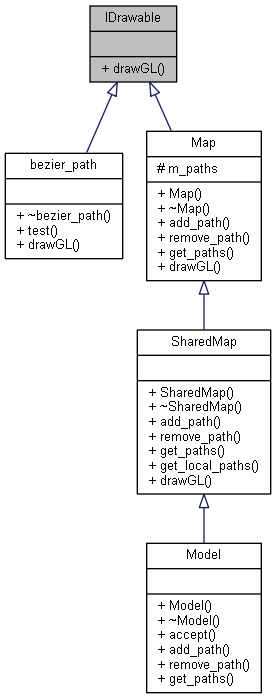 IDrawable
+ drawGL()
bezier_path
+ ~bezier_path()
+ test()
+ drawGL()
Map
# m_paths
+ Map()
+ ~Map()
+ add_path()
+ remove_path()
+ get_paths()
+ drawGL()
SharedMap
+ SharedMap()
+ ~SharedMap()
+ add_path()
+ remove_path()
+ get_paths()
+ get_local_paths()
+ drawGL()
Model
+ Model()
+ ~Model()
+ accept()
+ add_path()
+ remove_path()
+ get_paths()